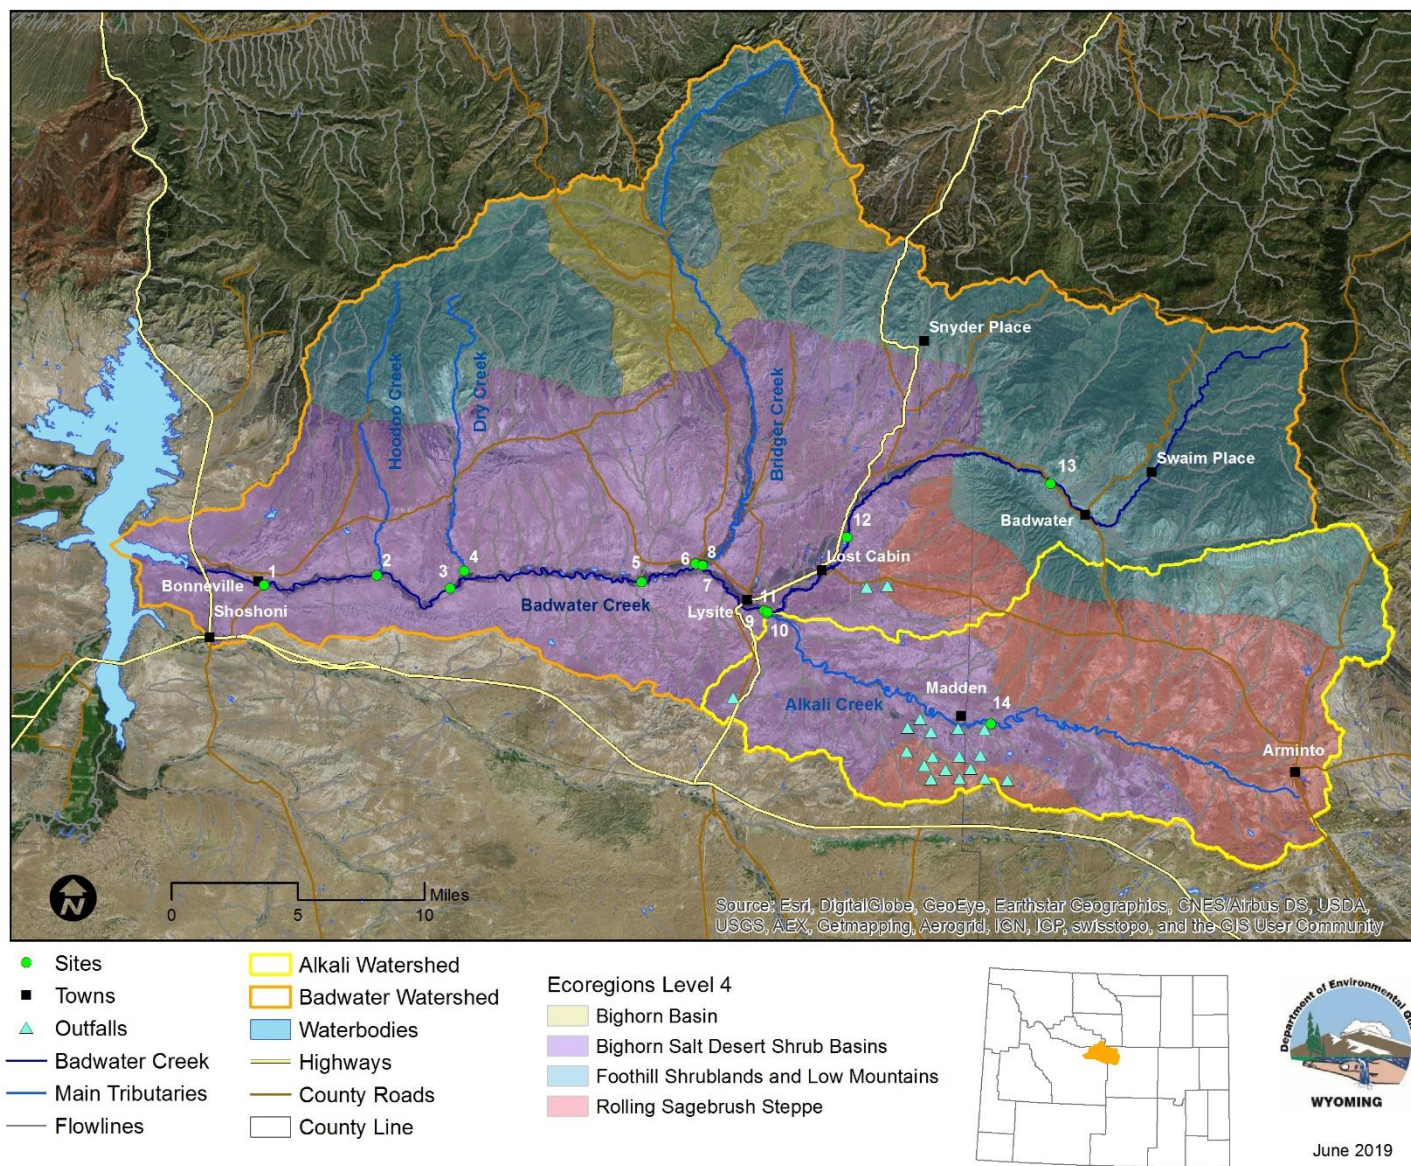 Snyder Place
Hoodoo Creek
Dry Creek
Bridger Creek
13
Swaim Place
Badwater
12
Lost Cabin
1
2
3
4
5
6
8
7
Bonneville
Shoshoni
Badwater Creek
Lysite
11
9
10
Madden
14
Alkali Creek
Arminto
N
Miles
0 5 10
Source: Esri, DigitalGlobe, GeoEye, Earthstar Geographics, CNES/Airbus DS, USDA,
USGS, AEX, Getmapping, Aerogrid, IGN, IGP, swisstopo, and the GIS User Community
Sites
Towns
Outfalls
Badwater Creek
Main Tributaries
Flowlines
Alkali Watershed
Badwater Watershed
Waterbodies
Highways
County Roads
County Line
Ecoregions Level 4
Bighorn Basin
Bighorn Salt Desert Shrub Basins
Foothill Shrublands and Low Mountains
Rolling Sagebrush Steppe
Department of Environmental
WYOMING
June 2019